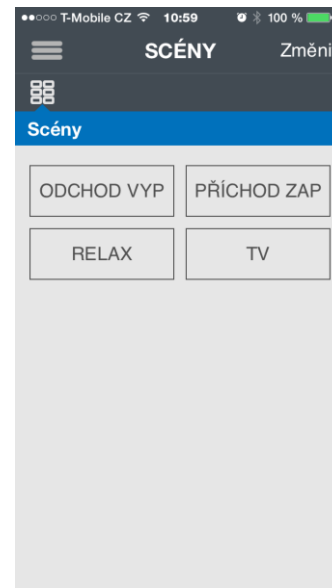 T-Mobile CZ 10:59 100 %
SCÉNY Změni
Scény
ODCHOD VYP PŘÍCHOD ZAP
RELAX TV